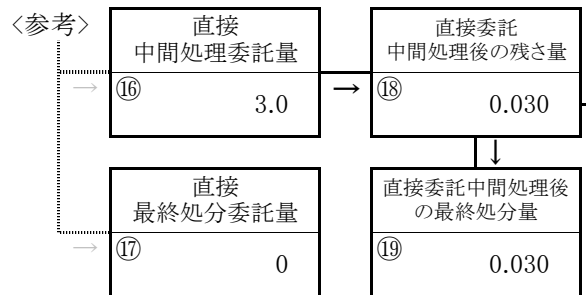 〈参考〉
直接
中間処理委託量
⑯
3.0
→
→
直接委託
中間処理後の残さ量
⑱
0.030
↓
直接
最終処分委託量
→
⑰
0
直接委託中間処理後
の最終処分量
⑲
0.030